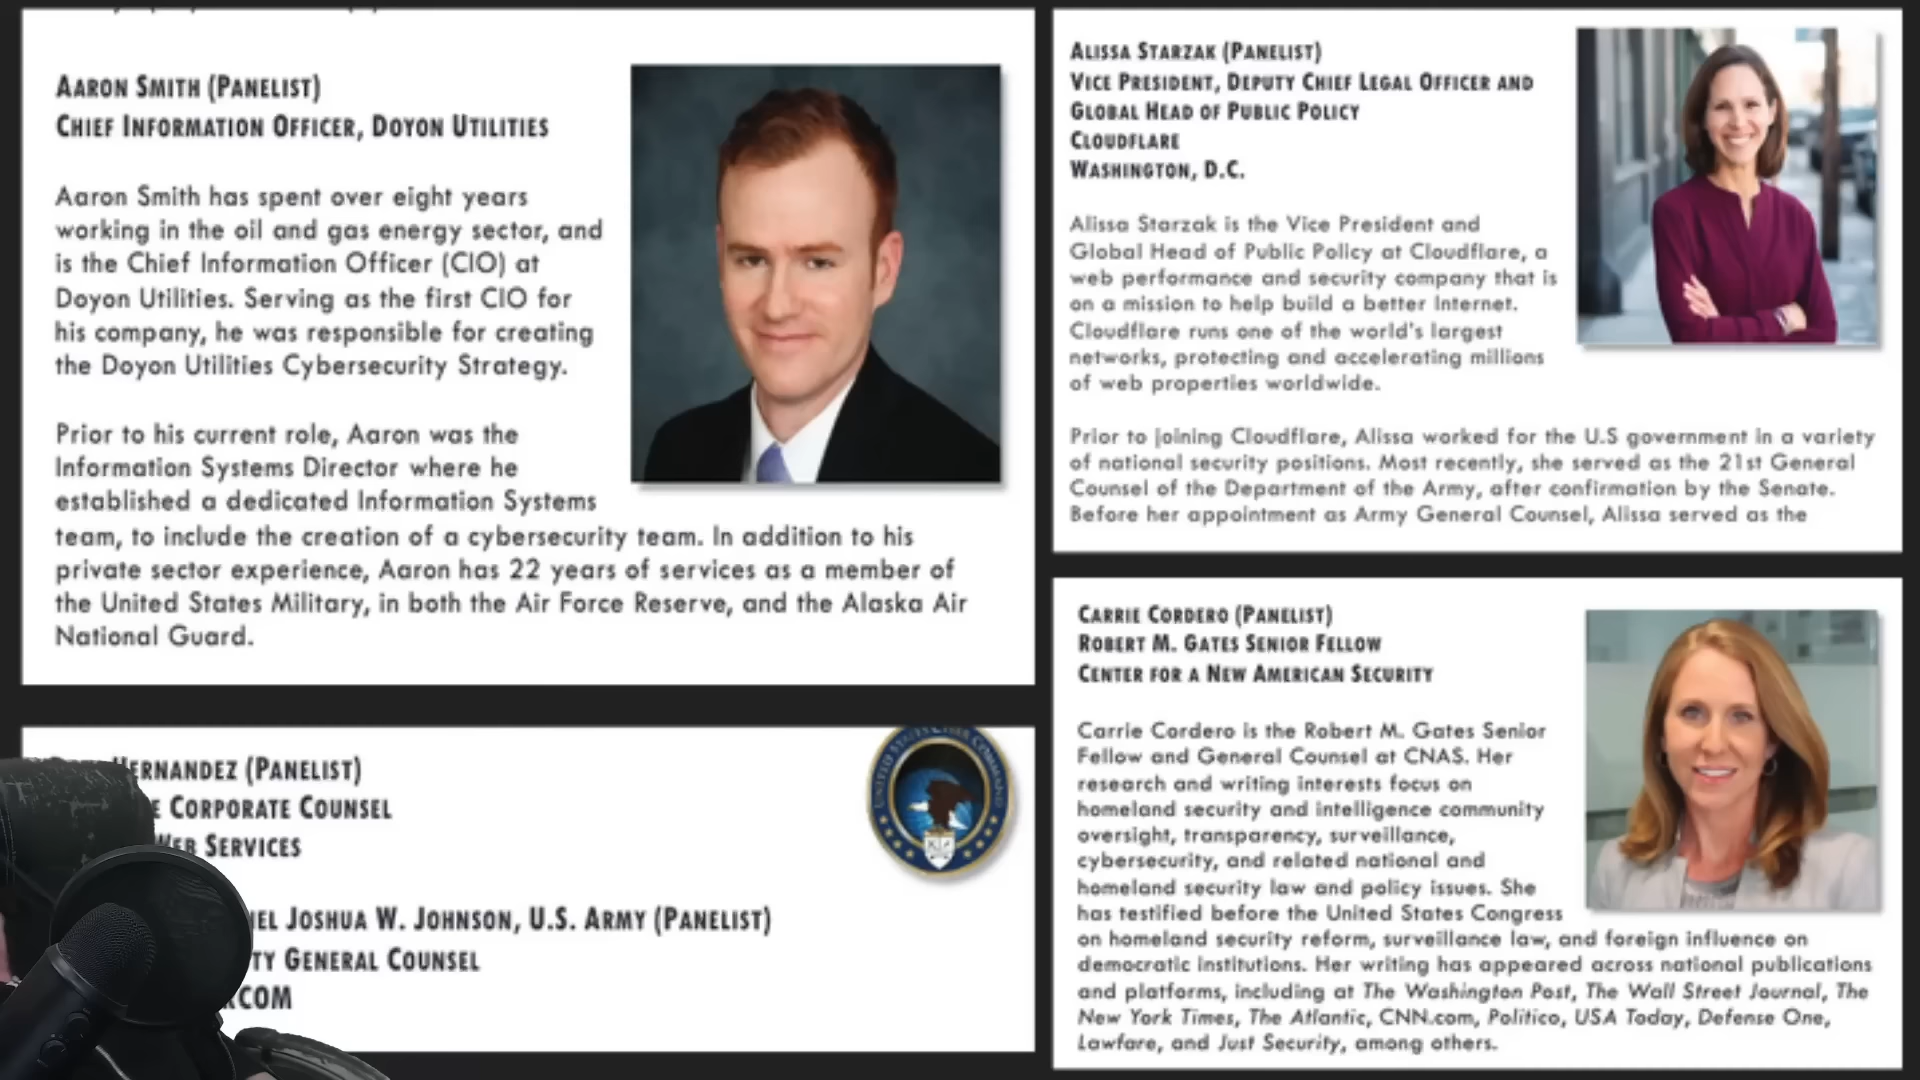 AARON SMITH (PANELIST)
CHIEF INFORMATION OFFICER, DOYON UTILITIES
Aaron Smith has spent over eight years
working in the oil and gas energy sector, and
is the Chief Information Officer (CIO) at
Doyon Utilities. Serving as the first CIO for
his company, he was responsible for creating
the Doyon Utilities Cybersecurity Strategy.
Prior to his current role, Aaron was the
Information Systems Director where he
established a dedicated Information Systems
team, to include the creation of a cybersecurity team. In addition to his
private sector experience, Aaron has 22 years of services as a member of
the United States Military, in both the Air Force Reserve, and the Alaska Air
National Guard.
HERNANDEZ (PANELIST)
CORPORATE COUNSEL
WEB SERVICES
JOSHUA W. JOHNSON, U.S. ARMY (PANELIST)
GENERAL COUNSEL
UNITED STATES CYBER COMMAND
ALISSA STARZAK (PANELIST)
VICE PRESIDENT, DEPUTY CHIEF LEGAL OFFICER AND
GLOBAL HEAD OF PUBLIC POLICY
CLOUDFLARE
WASHINGTON, D.C.
Alissa Starzak is the Vice President and
Global Head of Public Policy at Cloudflare, a
web performance and security company that is
on a mission to help build a better Internet.
Cloudflare runs one of the world's largest
networks, protecting and accelerating millions
of web properties worldwide.
Prior to joining Cloudflare, Alissa worked for the U.S government in a variety
of national security positions. Most recently, she served as the 21st General
Counsel of the Department of the Army, after confirmation by the Senate.
Before her appointment as Army General Counsel, Alissa served as the
CARRIE CORDERO (PANELIST)
ROBERT M. GATES SENIOR FELLOW
CENTER FOR A NEW AMERICAN SECURITY
Carrie Cordero is the Robert M. Gates Senior
Fellow and General Counsel at CNAS. Her
research and writing interests focus on
homeland security and intelligence community
oversight, transparency, surveillance,
cybersecurity, and related national and
homeland security law and policy issues. She
has testified before the United States Congress
on homeland security reform, surveillance law, and foreign influence on
democratic institutions. Her writing has appeared across national publications
and platforms, including at The Washington Post, The Wall Street Journal, The
New York Times, The Atlantic, CNN.com, Politico, USA Today, Defense One,
Lawfare, and Just Security, among others.